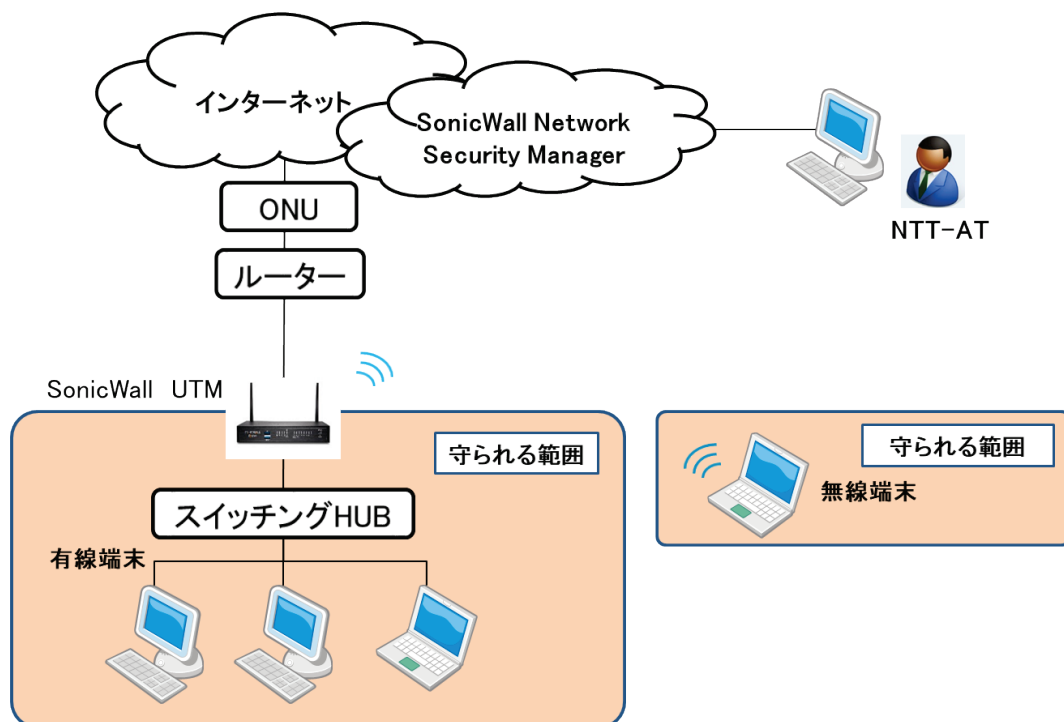 インターネット
SonicWall Network
Security Manager
ONU
NTT-AT
ルーター
SonicWall UTM
守られる範囲
守られる範囲
無線端末
スイッチングHUB
有線端末